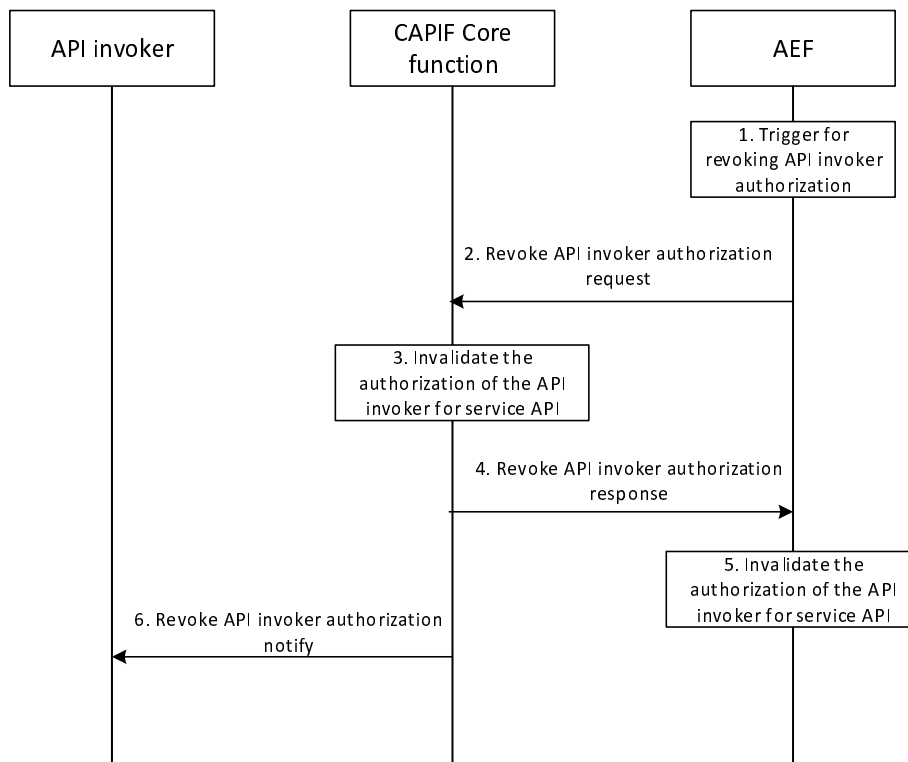 API invoker
CAPIF Core
function
AEF
1. Trigger for
revoking API invoker
authorization
2. Revoke API invoker authorization
request
3. Invalidate the
authorization of the API
invoker for service API
4. Revoke API invoker authorization
response
5. Invalidate the
authorization of the API
invoker for service API
6. Revoke API invoker authorization
notify